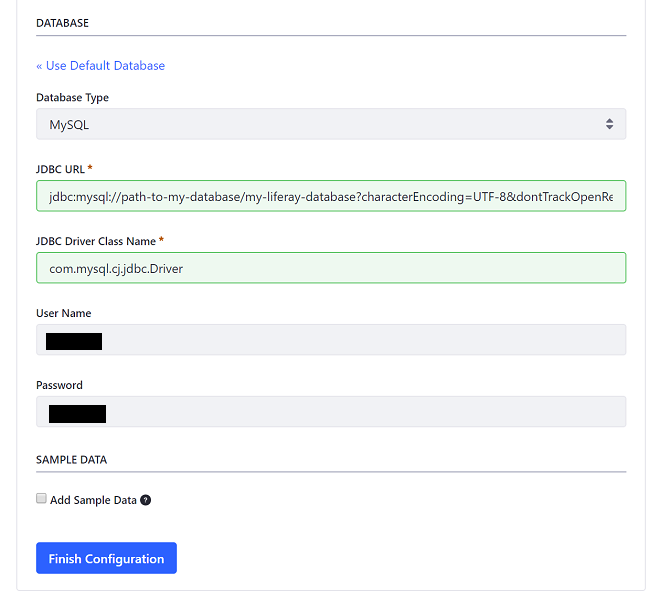 DATABASE
« Use Default Database
Database Type
MySQL
JDBC URL *
jdbc:mysql://path-to-my-database/my-liferay-database?characterEncoding=UTF-8&dontTrackOpenRe
JDBC Driver Class Name *
com.mysql.cj.jdbc.Driver
User Name
Password
SAMPLE DATA
Add Sample Data ?
Finish Configuration